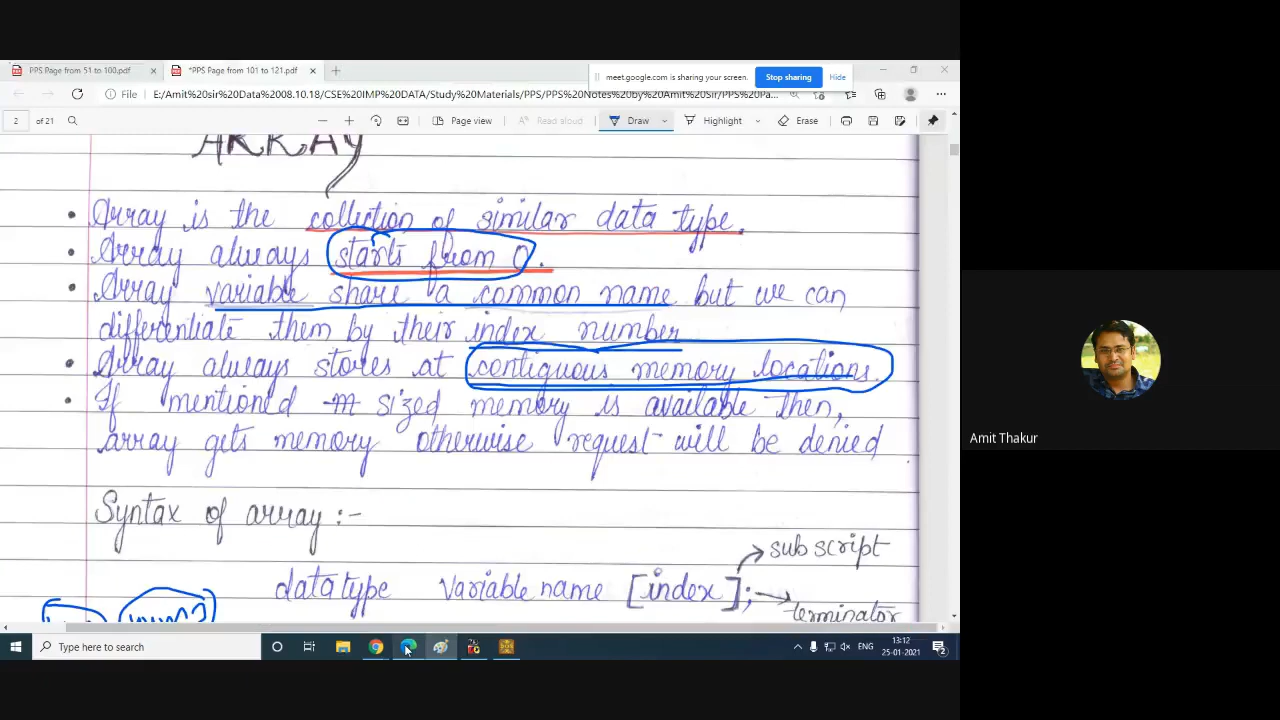 PPS Page from 51 to 100.pdf
*PPS Page from 101 to 121.pdf
meet.google.com is sharing your screen.
Stop sharing
Hide
File
E:/Amit%20sir%20Data%2008.10.18/CSE%20IMP%20DATA/Study%20Materials/PPS/PPS%20Notes%20by%20Amit%20Sir/PPS%20Pa...
2 of 21
Page view
Read aloud
Draw
Highlight
Erase
ARRAY
• Array is the collection of similar data type.
• Array always starts from 0.
• Array variable share a common name but we can
differentiate them by their index number
• Array always stores at contiguous memory locations.
• If mentioned sized memory is available then,
array gets memory otherwise request will be denied
Syntax of array :-
subscript
datatype variable name [index];
terminator
Amit Thakur
Type here to search
ENG
13:12
25-01-2021
2